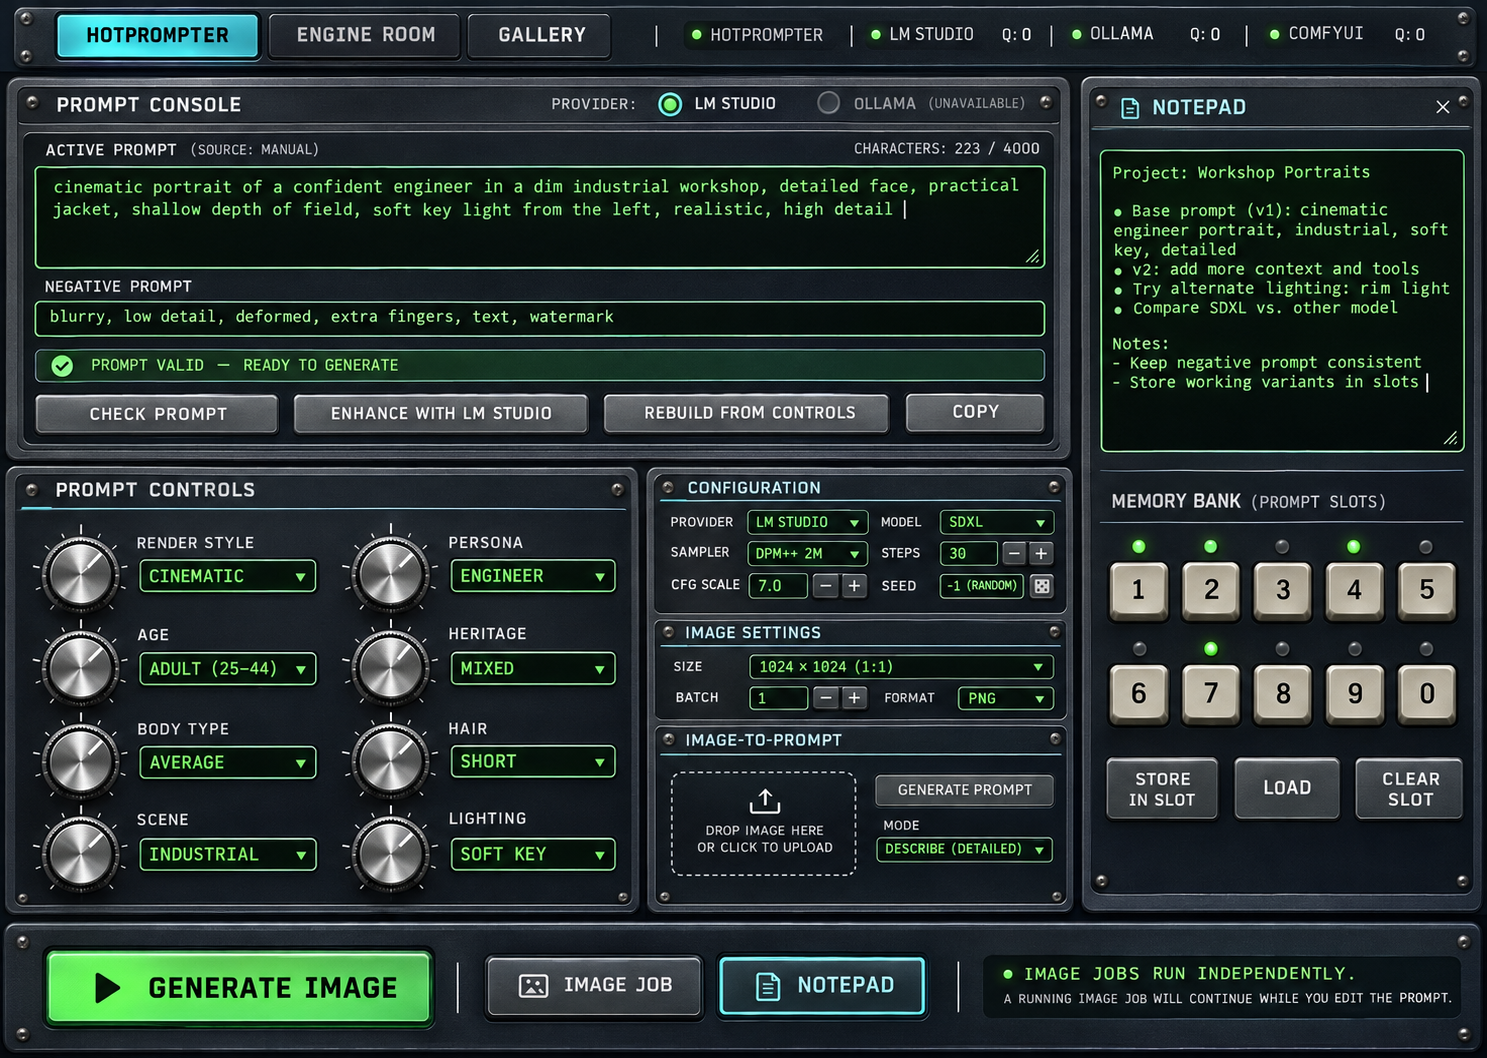 HOTPROMPTER
ENGINE ROOM
GALLERY
HOTPROMPTER
LM STUDIO Q: 0
OLLAMA Q: 0
COMFYUI Q: 0
PROMPT CONSOLE
PROVIDER: LM STUDIO OLLAMA (UNAVAILABLE)
ACTIVE PROMPT (SOURCE: MANUAL)
CHARACTERS: 223 / 4000
cinematic portrait of a confident engineer in a dim industrial workshop, detailed face, practical
jacket, shallow depth of field, soft key light from the left, realistic, high detail
NEGATIVE PROMPT
blurry, low detail, deformed, extra fingers, text, watermark
PROMPT VALID — READY TO GENERATE
CHECK PROMPT
ENHANCE WITH LM STUDIO
REBUILD FROM CONTROLS
COPY
PROMPT CONTROLS
RENDER STYLE
CINEMATIC
PERSONA
ENGINEER
AGE
ADULT (25–44)
HERITAGE
MIXED
BODY TYPE
AVERAGE
HAIR
SHORT
SCENE
INDUSTRIAL
LIGHTING
SOFT KEY
CONFIGURATION
PROVIDER LM STUDIO MODEL SDXL
SAMPLER DPM++ 2M STEPS 30 − +
CFG SCALE 7.0 − + SEED -1 (RANDOM)
IMAGE SETTINGS
SIZE 1024 × 1024 (1:1)
BATCH 1 − + FORMAT PNG
IMAGE-TO-PROMPT
DROP IMAGE HERE
OR CLICK TO UPLOAD
GENERATE PROMPT
MODE
DESCRIBE (DETAILED)
NOTEPAD
Project: Workshop Portraits
● Base prompt (v1): cinematic
engineer portrait, industrial, soft
key, detailed
● v2: add more context and tools
● Try alternate lighting: rim light
● Compare SDXL vs. other model
Notes:
- Keep negative prompt consistent
- Store working variants in slots
MEMORY BANK (PROMPT SLOTS)
1 2 3 4 5
6 7 8 9 0
STORE
IN SLOT
LOAD
CLEAR
SLOT
GENERATE IMAGE
IMAGE JOB
NOTEPAD
IMAGE JOBS RUN INDEPENDENTLY.
A RUNNING IMAGE JOB WILL CONTINUE WHILE YOU EDIT THE PROMPT.